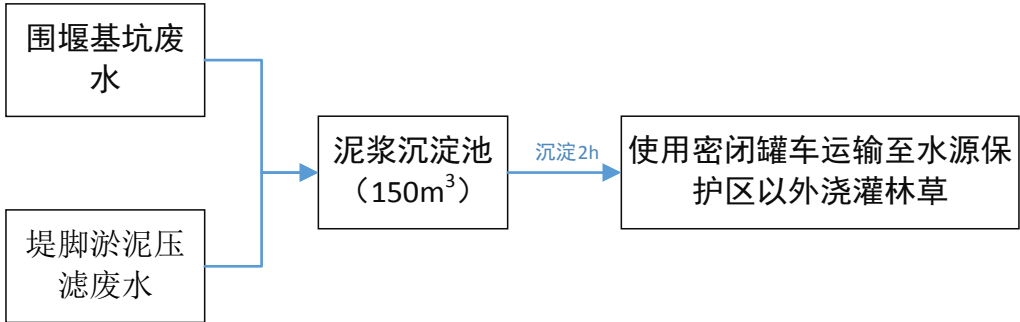 围堰基坑废
水
堤脚淤泥压
滤废水
泥浆沉淀池
（150m³）
沉淀2h
使用密闭罐车运输至水源保
护区以外浇灌林草